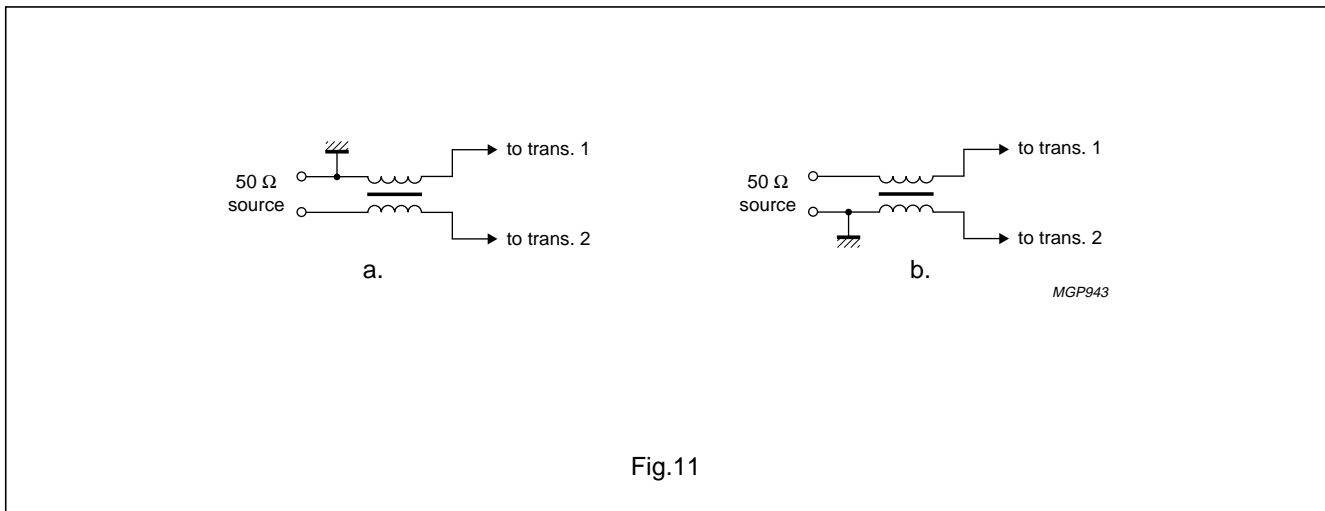 50 Ω
source
to trans. 1
to trans. 2
a.
50 Ω
source
to trans. 1
to trans. 2
b.
MGP943
Fig.11